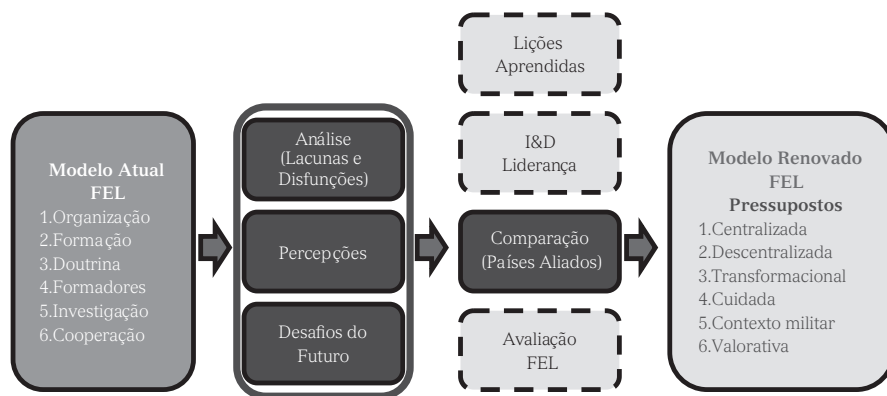 Modelo Atual
FEL
1.Organização
2.Formação
3.Doutrina
4.Formadores
5.Investigação
6.Cooperação
Análise
(Lacunas e
Disfunções)
Percepções
Desafios do
Futuro
Lições
Aprendidas
I&D
Liderança
Comparação
(Países Aliados)
Avaliação
FEL
Modelo Renovado
FEL
Pressupostos
1.Centralizada
2.Descentralizada
3.Transformacional
4.Cuidada
5.Contexto militar
6.Valorativa